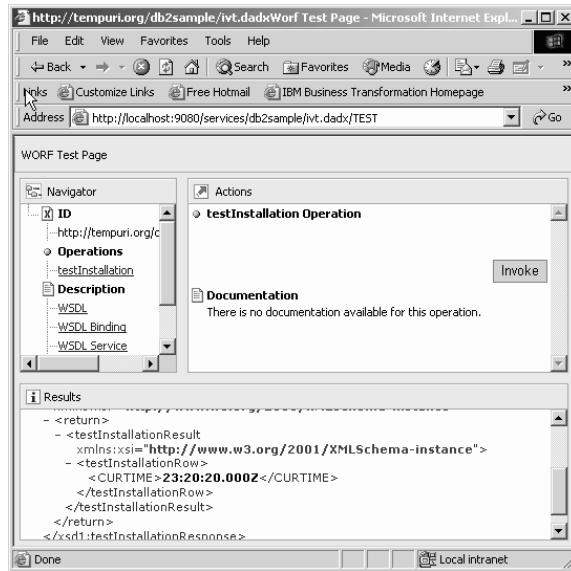 http://tempuri.org/db2sample/ivt.dadxWorf Test Page - Microsoft Internet Expl...
File Edit View Favorites Tools Help
Back Search Favorites Media »
Links Customize Links Free Hotmail IBM Business Transformation Homepage »
Address http://localhost:9080/services/db2sample/ivt.dadx/TEST Go
WORF Test Page
Navigator
ID
http://tempuri.org/c
Operations
testInstallation
Description
WSDL
WSDL Binding
WSDL Service
Actions
testInstallation Operation
Invoke
Documentation
There is no documentation available for this operation.
Results
- <return>
- <testInstallationResult
xmlns:xsi="http://www.w3.org/2001/XMLSchema-instance">
- <testInstallationRow>
<CURTIME>23:20:20.000Z</CURTIME>
</testInstallationRow>
</testInstallationResult>
</return>
</xsd1:testInstallationResponse>
Done Local intranet